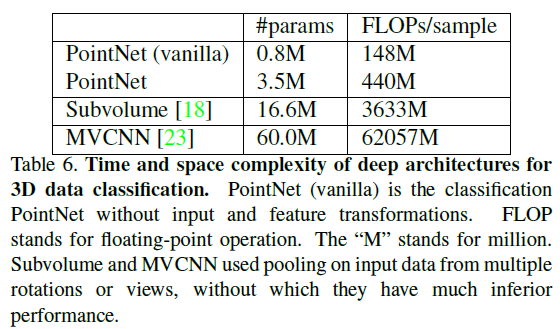 #params FLOPs/sample
PointNet (vanilla) 0.8M 148M
PointNet 3.5M 440M
Subvolume [18] 16.6M 3633M
MVCNN [23] 60.0M 62057M
Table 6. Time and space complexity of deep architectures for
3D data classification. PointNet (vanilla) is the classification
PointNet without input and feature transformations. FLOP
stands for floating-point operation. The “M” stands for million.
Subvolume and MVCNN used pooling on input data from multiple
rotations or views, without which they have much inferior
performance.